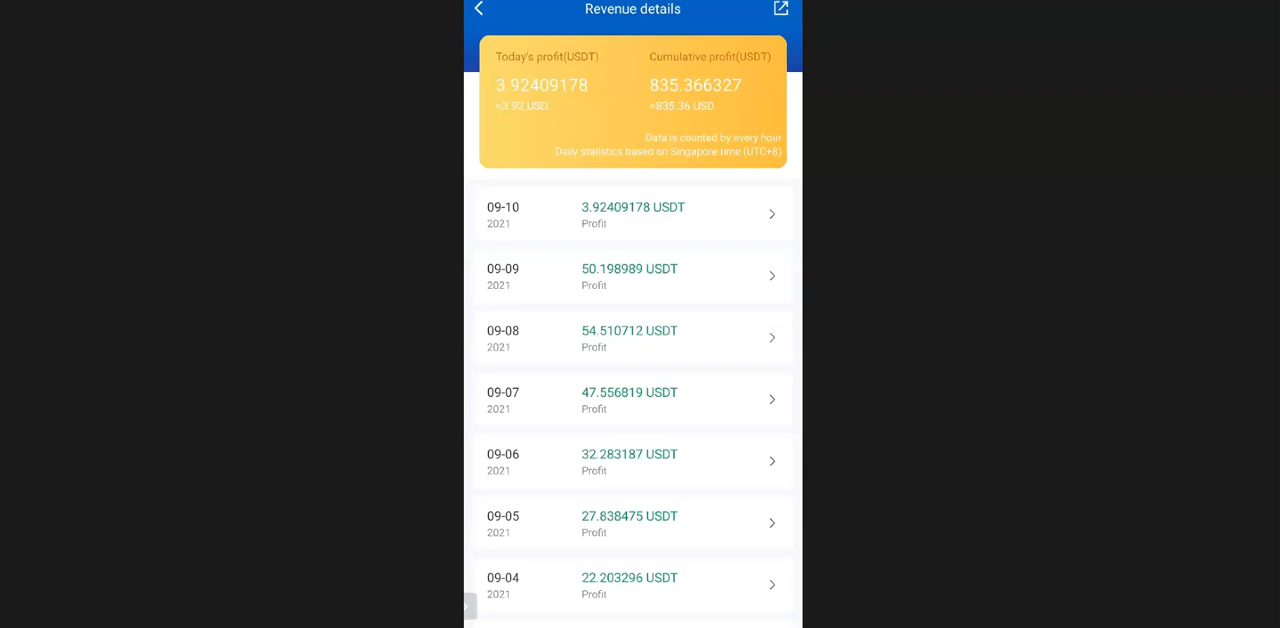 Revenue details
Today's profit(USDT) Cumulative profit(USDT)
3.92409178 835.366327
≈3.92 USD ≈835.36 USD
Data is counted by every hour
Daily statistics based on Singapore time (UTC+8)
09-10 3.92409178 USDT
2021 Profit
09-09 50.198989 USDT
2021 Profit
09-08 54.510712 USDT
2021 Profit
09-07 47.556819 USDT
2021 Profit
09-06 32.283187 USDT
2021 Profit
09-05 27.838475 USDT
2021 Profit
09-04 22.203296 USDT
2021 Profit